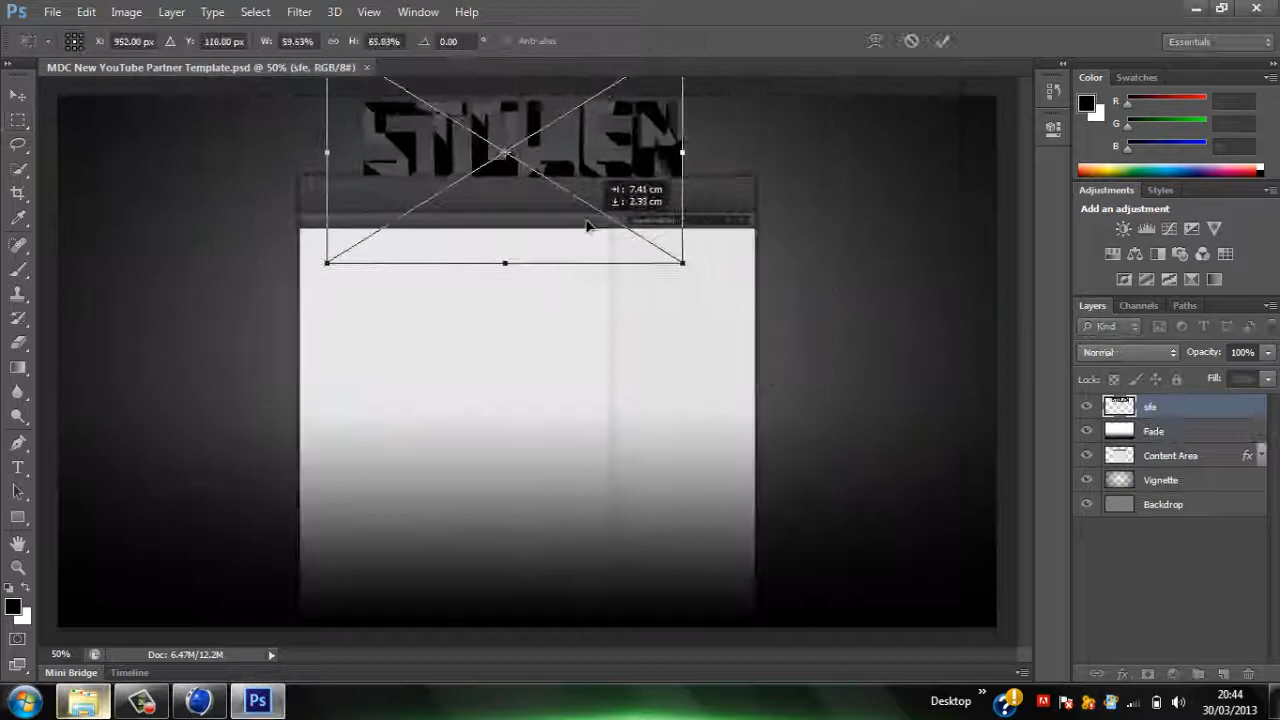 Ps File Edit Image Layer Type Select Filter 3D View Window Help
X: 952.00 px Y: 116.00 px W: 59.53% H: 65.83% 0.00 ° Anti-alias Essentials
MDC New YouTube Partner Template.psd @ 50% (sfe, RGB/8#) ×
Color Swatches
R
G
B
Adjustments Styles
Add an adjustment
Layers Channels Paths
Kind
Normal Opacity: 100%
Lock: Fill:
sfe
Fade
Content Area fx
Vignette
Backdrop
H: 7.41 cm
2.33 cm
50% Doc: 6.47M/12.2M
Mini Bridge Timeline
Ps Desktop 20:44
30/03/2013